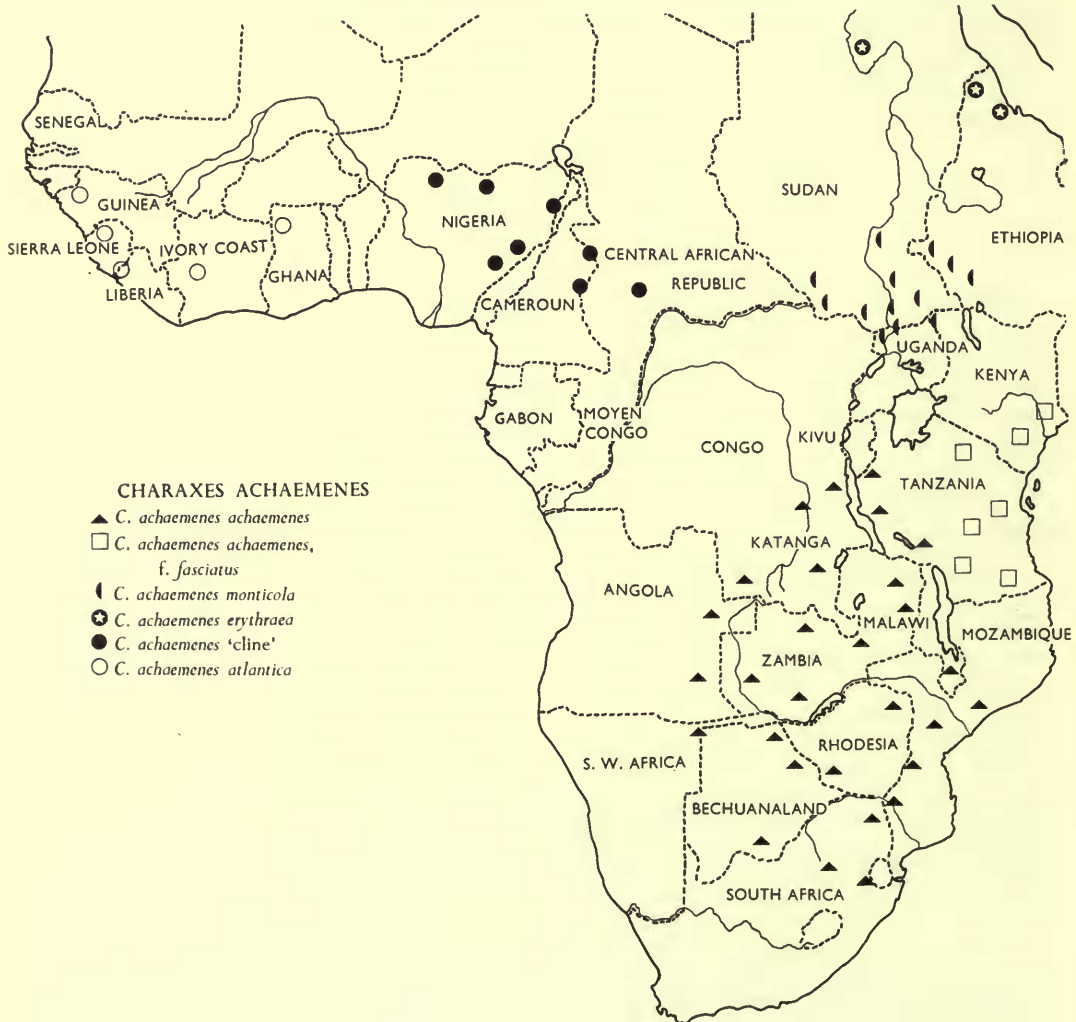 SENEGAL
GUINEA
SIERRA LEONE
IVORY COAST
LIBERIA
GHANA
NIGERIA
CAMEROUN
CENTRAL AFRICAN
REPUBLIC
SUDAN
ETHIOPIA
UGANDA
KENYA
GABON
MOYEN
CONGO
CONGO
KIVU
TANZANIA
KATANGA
ANGOLA
MALAWI
MOZAMBIQUE
ZAMBIA
RHODESIA
S. W. AFRICA
BECHUANALAND
SOUTH AFRICA
CHARAXES ACHAEMENES
C. achaemenes achaemenes
C. achaemenes achaemenes,
f. fasciatus
C. achaemenes monticola
C. achaemenes erythraea
C. achaemenes 'cline'
C. achaemenes atlantica